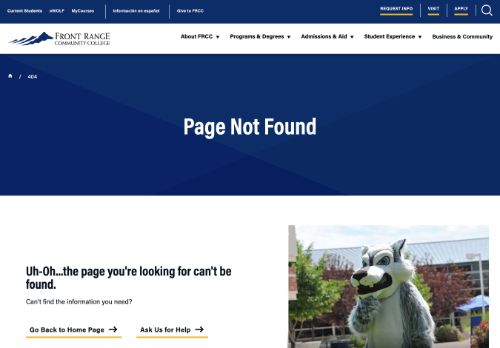 Current Students eWOLF MyCourses Información en español Give to FRCC REQUEST INFO VISIT APPLY
FRONT RANGE
COMMUNITY COLLEGE
About FRCC Programs & Degrees Admissions & Aid Student Experience Business & Community
/ 404
Page Not Found
Uh-Oh...the page you're looking for can't be
found.
Can't find the information you need?
Go Back to Home Page Ask Us for Help